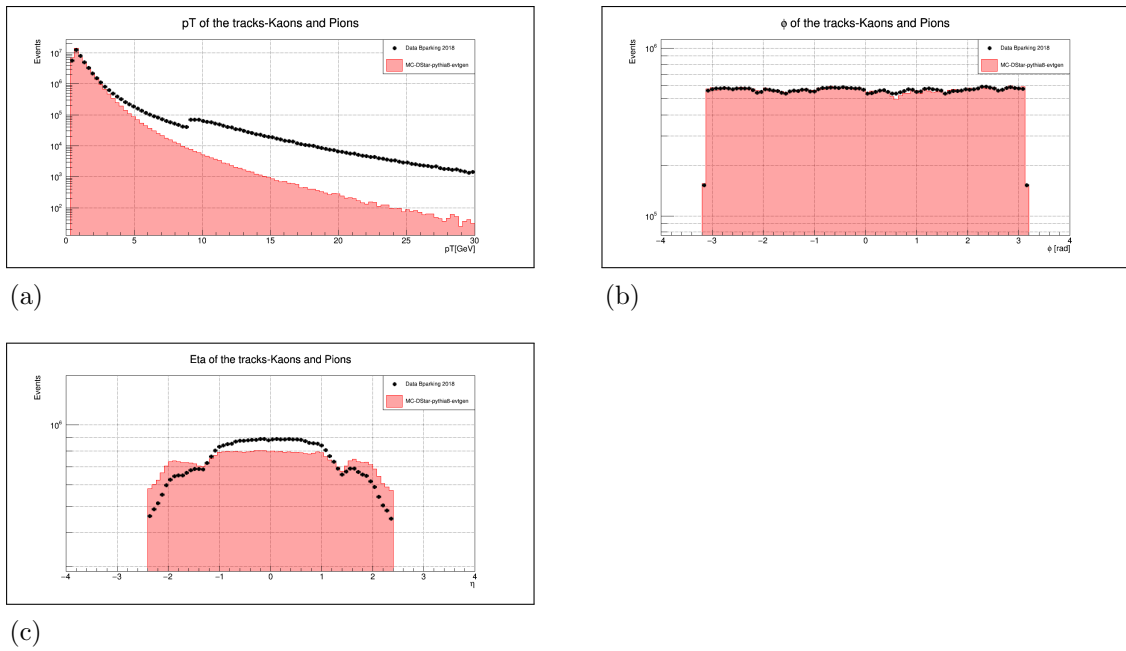 pT of the tracks-Kaons and Pions
Events
Data Bparking 2018
MC-DStar-pythia8-evtgen
10^7
10^6
10^5
10^4
10^3
10^2
0 5 10 15 20 25 30
pT[GeV]
(a)
ϕ of the tracks-Kaons and Pions
Events
Data Bparking 2018
MC-DStar-pythia8-evtgen
10^6
10^5
−4 −3 −2 −1 0 1 2 3 4
ϕ [rad]
(b)
Eta of the tracks-Kaons and Pions
Events
Data Bparking 2018
MC-DStar-pythia8-evtgen
10^6
−4 −3 −2 −1 0 1 2 3 4
η
(c)